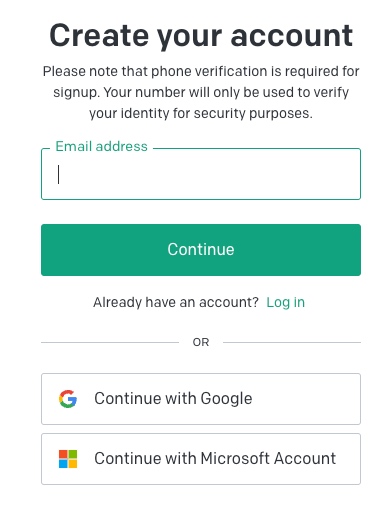 Create your account
Please note that phone verification is required for
signup. Your number will only be used to verify
your identity for security purposes.
Email address
Continue
Already have an account? Log in
OR
Continue with Google
Continue with Microsoft Account